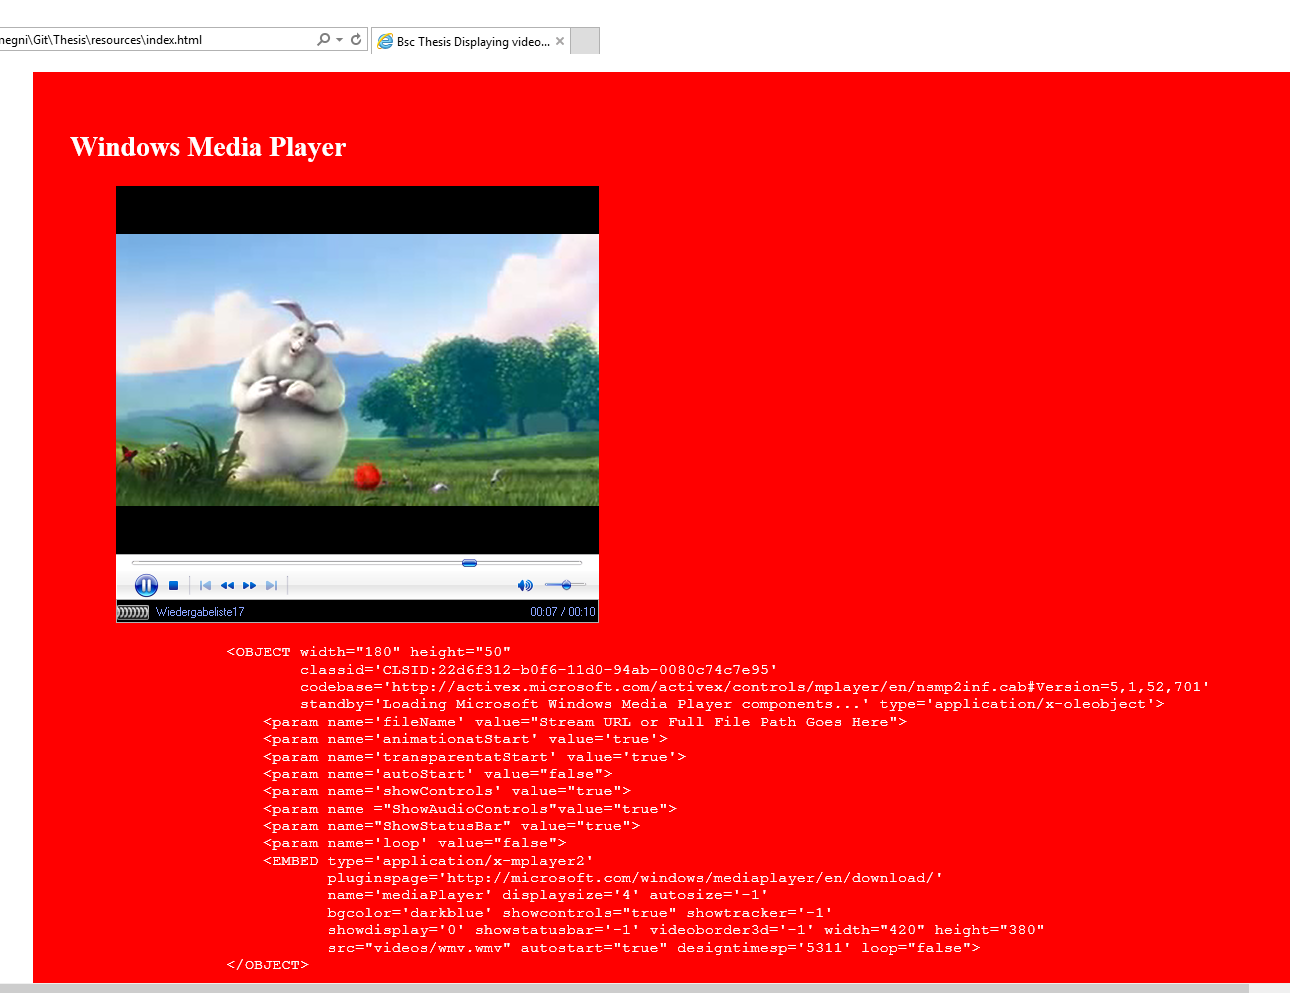 negni\Git\Thesis\resources\index.html
Bsc Thesis Displaying video...
Windows Media Player
Wiedergabeliste17 00:07 / 00:10
<OBJECT width="180" height="50"
classid='CLSID:22d6f312-b0f6-11d0-94ab-0080c74c7e95'
codebase='http://activex.microsoft.com/activex/controls/mplayer/en/nsmp2inf.cab#Version=5,1,52,701'
standby='Loading Microsoft Windows Media Player components...' type='application/x-oleobject'>
<param name='fileName' value="Stream URL or Full File Path Goes Here">
<param name='animationatStart' value='true'>
<param name='transparentatStart' value='true'>
<param name='autoStart' value="false">
<param name='showControls' value="true">
<param name ="ShowAudioControls"value="true">
<param name="ShowStatusBar" value="true">
<param name='loop' value="false">
<EMBED type='application/x-mplayer2'
pluginspage='http://microsoft.com/windows/mediaplayer/en/download/'
name='mediaPlayer' displaysize='4' autosize='-1'
bgcolor='darkblue' showcontrols="true" showtracker='-1'
showdisplay='0' showstatusbar='-1' videoborder3d='-1' width="420" height="380"
src="videos/wmv.wmv" autostart="true" designtimesp='5311' loop="false">
</OBJECT>